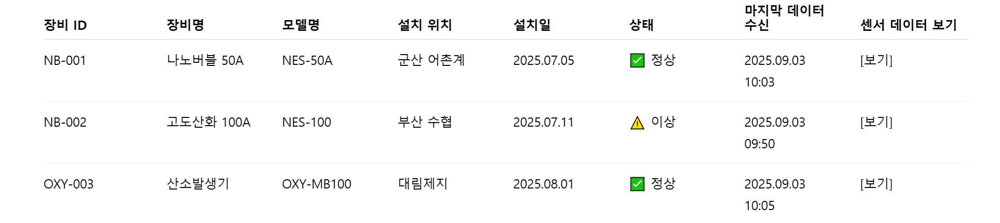 장비 ID 장비명 모델명 설치 위치 설치일 상태 마지막 데이터 수신 센서 데이터 보기
NB-001 나노버블 50A NES-50A 군산 어촌계 2025.07.05 ✅ 정상 2025.09.03 10:03 [보기]
NB-002 고도산화 100A NES-100 부산 수협 2025.07.11 ⚠️ 이상 2025.09.03 09:50 [보기]
OXY-003 산소발생기 OXY-MB100 대림제지 2025.08.01 ✅ 정상 2025.09.03 10:05 [보기]